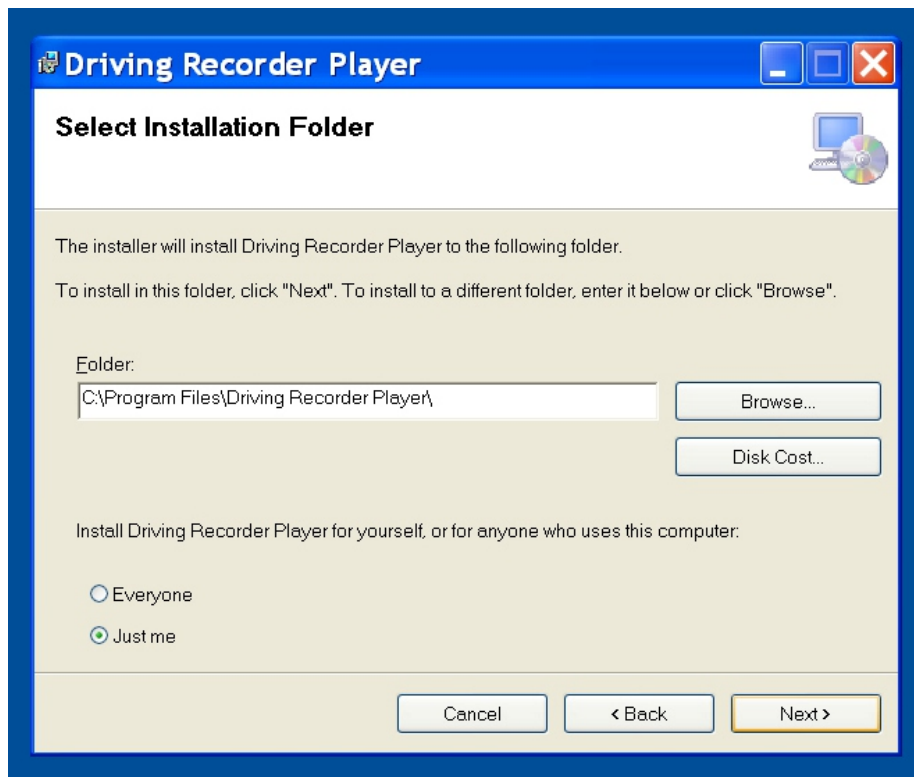 Driving Recorder Player
Select Installation Folder
The installer will install Driving Recorder Player to the following folder.
To install in this folder, click "Next". To install to a different folder, enter it below or click "Browse".
Folder:
C:\Program Files\Driving Recorder Player\
Browse...
Disk Cost...
Install Driving Recorder Player for yourself, or for anyone who uses this computer:
Everyone
Just me
Cancel
< Back
Next >